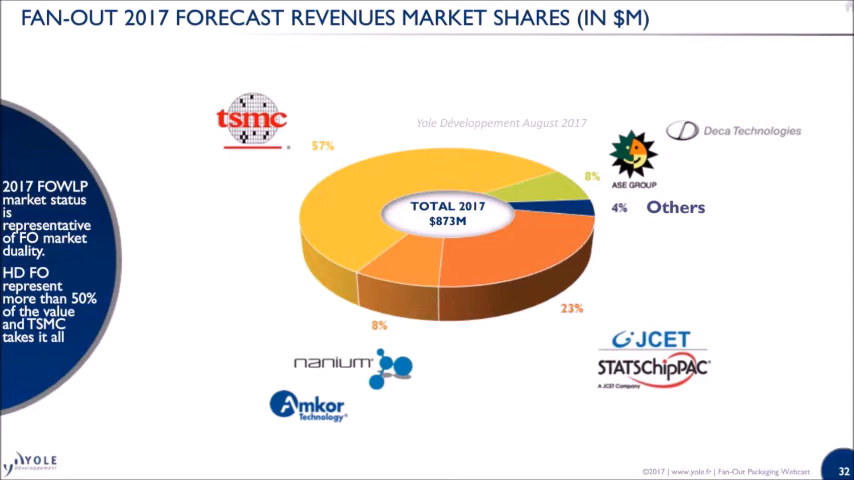 FAN-OUT 2017 FORECAST REVENUES MARKET SHARES (IN $M)
tsmc
Yole Développement August 2017
57%
Deca Technologies
8%
ASE GROUP
2017 FOWLP
market status
is
representative
of FO market
duality.
HD FO
represent
more than 50%
of the value
and TSMC
takes it all
TOTAL 2017
$873M
4%
Others
23%
8%
nanium
Amkor
Technology®
JCET
STATSChipPAC
A JCET Company
YOLE
Développement
©2017 | www.yole.fr | Fan-Out Packaging Webcast
32